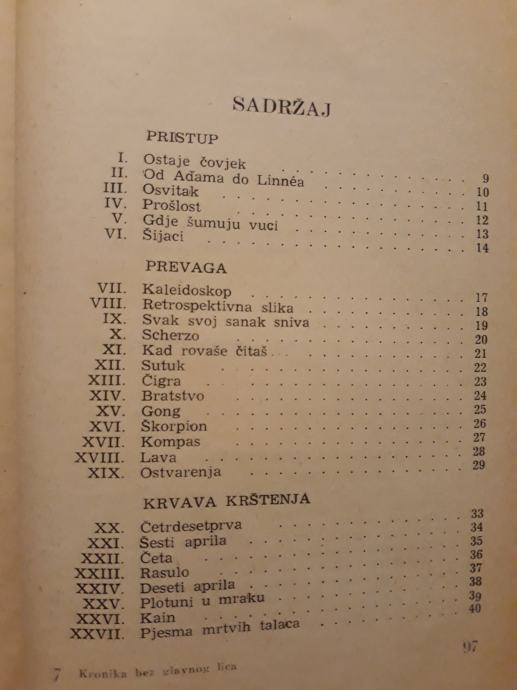 SADRŽAJ
PRISTUP
I. Ostaje čovjek . . . . . . . . . . 9
II. Od Adama do Linnéa . . . . . . . . . . 10
III. Osvitak . . . . . . . . . . 11
IV. Prošlost . . . . . . . . . . 12
V. Gdje šumuju vuci . . . . . . . . . . 13
VI. Šijaci . . . . . . . . . . 14
PREVAGA
VII. Kaleidoskop . . . . . . . . . . 17
VIII. Retrospektivna slika . . . . . . . . . . 18
IX. Svak svoj sanak sniva . . . . . . . . . . 19
X. Scherzo . . . . . . . . . . 20
XI. Kad rovaše čitaš . . . . . . . . . . 21
XII. Sutuk . . . . . . . . . . 22
XIII. Čigra . . . . . . . . . . 23
XIV. Bratstvo . . . . . . . . . . 24
XV. Gong . . . . . . . . . . 25
XVI. Škorpion . . . . . . . . . . 26
XVII. Kompas . . . . . . . . . . 27
XVIII. Lava . . . . . . . . . . 28
XIX. Ostvarenja . . . . . . . . . . 29
KRVAVA KRŠTENJA
XX. Četrdesetprva . . . . . . . . . . 33
XXI. Šesti aprila . . . . . . . . . . 34
XXII. Četa . . . . . . . . . . 35
XXIII. Rasulo . . . . . . . . . . 36
XXIV. Deseti aprila . . . . . . . . . . 37
XXV. Plotuni u mraku . . . . . . . . . . 38
XXVI. Kain . . . . . . . . . . 39
XXVII. Pjesma mrtvih talaca . . . . . . . . . . 40
7 Kronika bez glavnog lica 97